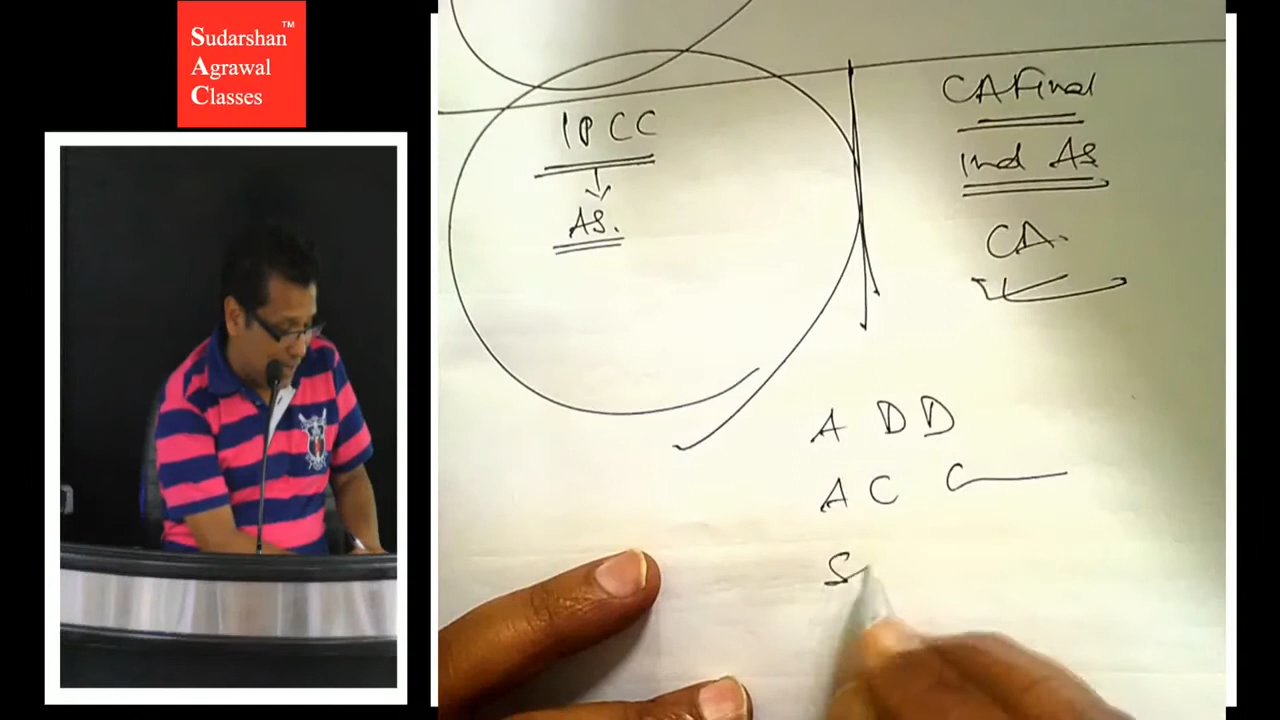 Sudarshan™
Agrawal
Classes
IPCC
AS.
CA Final
Ind AS
CA.
A DD
A C C
S